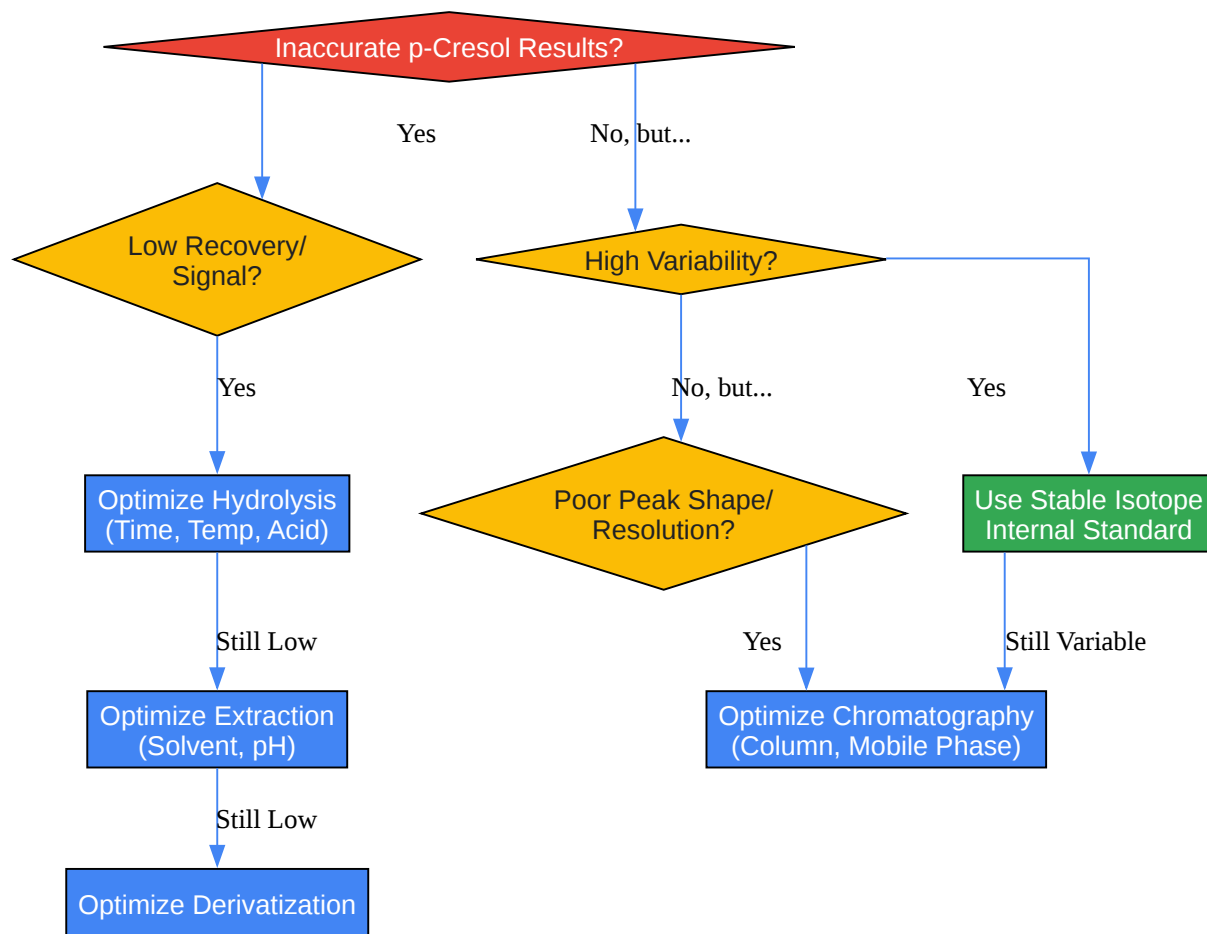 Inaccurate p-Cresol Results?
Yes
No, but...
Low Recovery/
Signal?
High Variability?
Yes
No, but...
Yes
Optimize Hydrolysis
(Time, Temp, Acid)
Poor Peak Shape/
Resolution?
Use Stable Isotope
Internal Standard
Still Low
Yes
Still Variable
Optimize Extraction
(Solvent, pH)
Optimize Chromatography
(Column, Mobile Phase)
Still Low
Optimize Derivatization